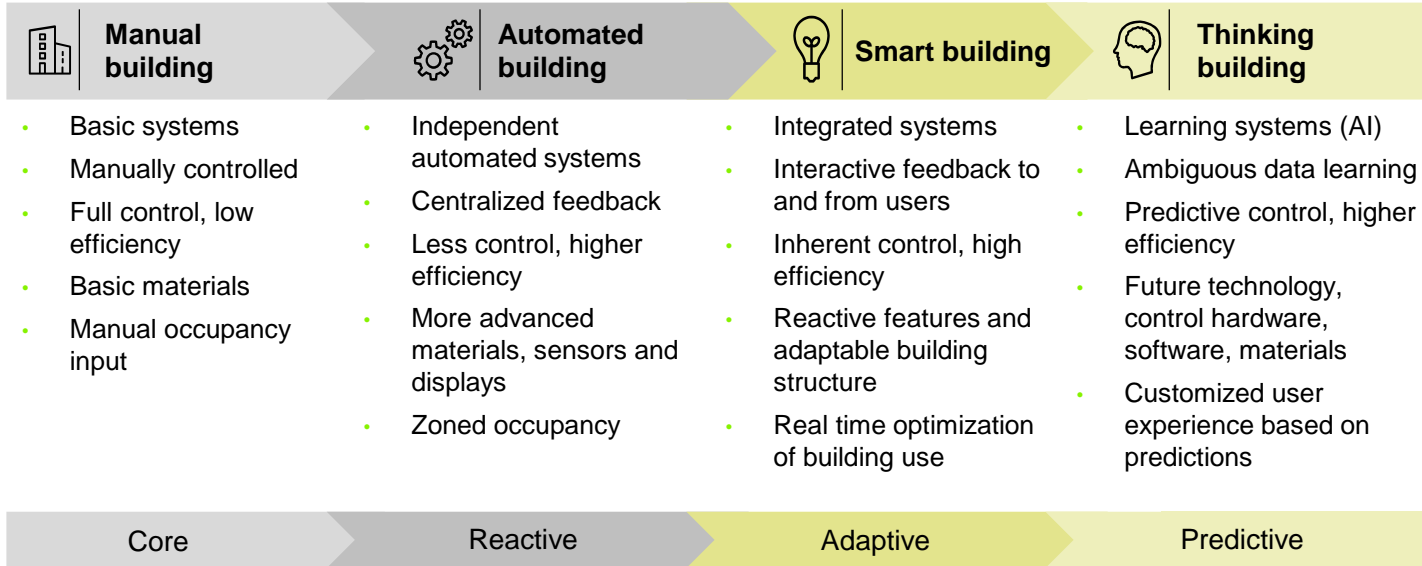 Manual
building
Automated
building
Smart building
Thinking
building
• Basic systems
• Manually controlled
• Full control, low
efficiency
• Basic materials
• Manual occupancy
input
• Independent
automated systems
• Centralized feedback
• Less control, higher
efficiency
• More advanced
materials, sensors and
displays
• Zoned occupancy
• Integrated systems
• Interactive feedback to
and from users
• Inherent control, high
efficiency
• Reactive features and
adaptable building
structure
• Real time optimization
of building use
• Learning systems (AI)
• Ambiguous data learning
• Predictive control, higher
efficiency
• Future technology,
control hardware,
software, materials
• Customized user
experience based on
predictions
Core
Reactive
Adaptive
Predictive